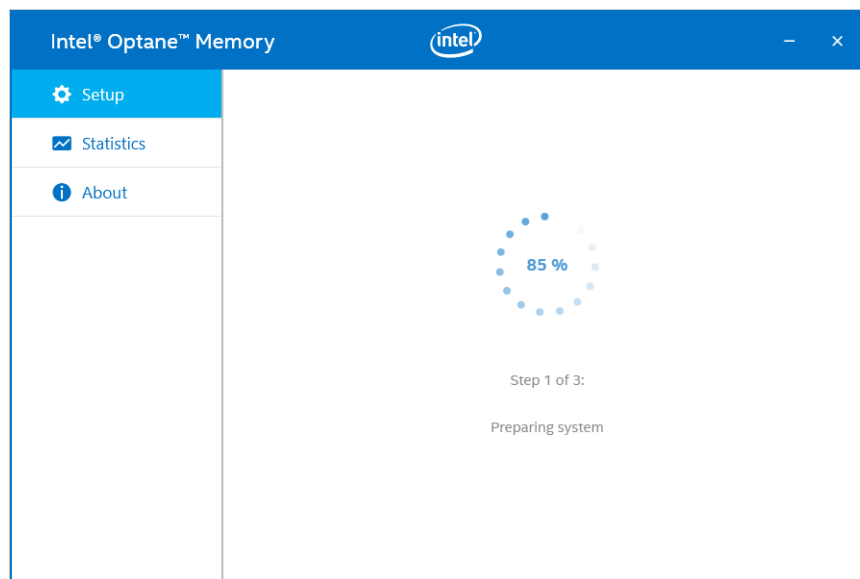 Intel® Optane™ Memory
intel
Setup
Statistics
About
85 %
Step 1 of 3:
Preparing system